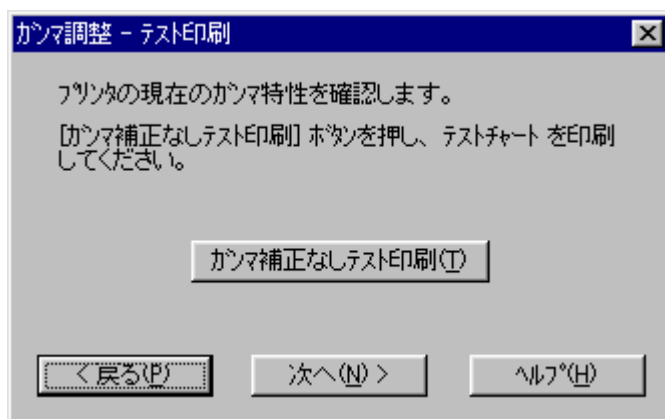 ガンマ調整 - テスト印刷
プリンタの現在のガンマ特性を確認します。
[ガンマ補正なしテスト印刷] ボタンを押し、テストチャート を印刷
してください。
ガンマ補正なしテスト印刷(T)
< 戻る(P)
次へ(N) >
ヘルプ(H)